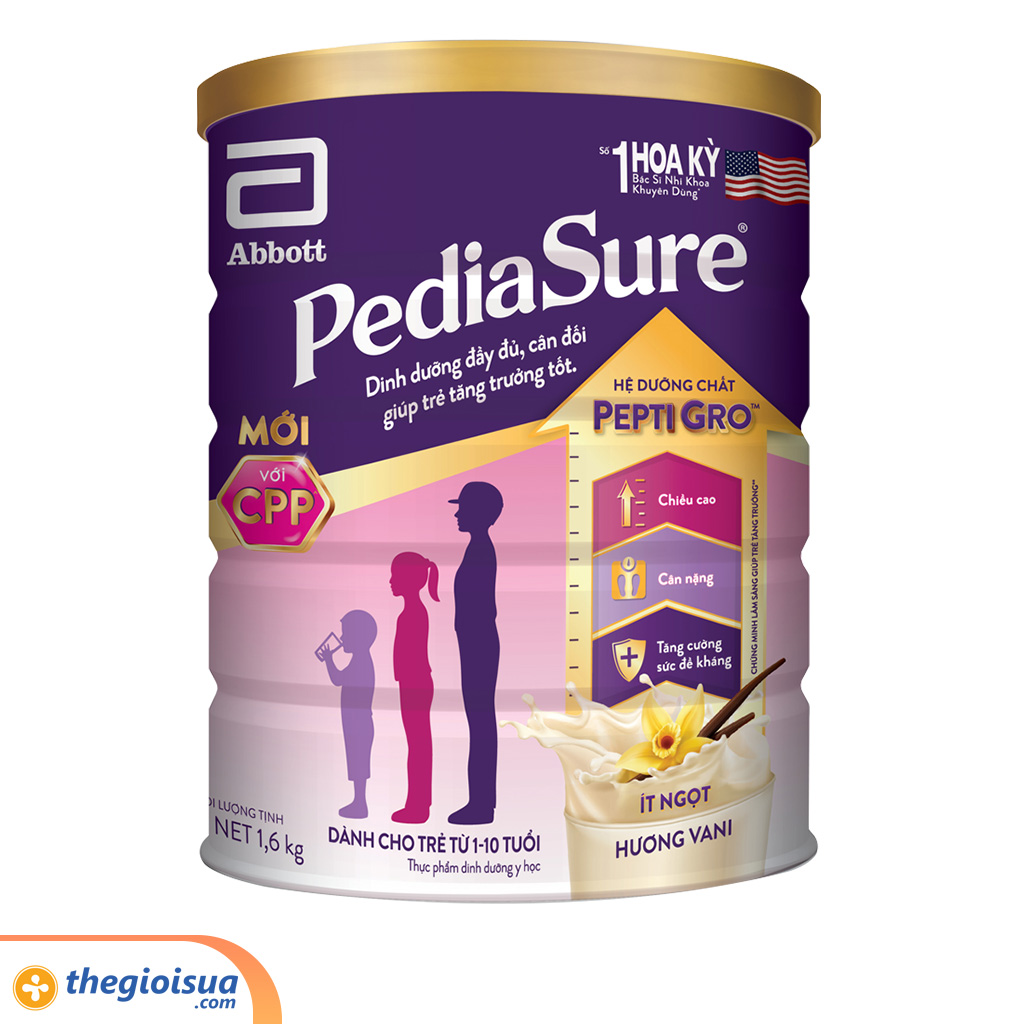 Abbott
Số 1 HOA KỲ
Bác Sĩ Nhi Khoa
Khuyên Dùng*
PediaSure®
Dinh dưỡng đầy đủ, cân đối
giúp trẻ tăng trưởng tốt.
MỚI
với
CPP
HỆ DƯỠNG CHẤT
PEPTI GRO™
Chiều cao
Cân nặng
Tăng cường
sức đề kháng
CHỨNG MINH LÂM SÀNG GIÚP TRẺ TĂNG TRƯỞNG**
LƯỢNG TỊNH
NET 1,6 kg
DÀNH CHO TRẺ TỪ 1-10 TUỔI
Thực phẩm dinh dưỡng y học
ÍT NGỌT
HƯƠNG VANI
thegioisua
.com